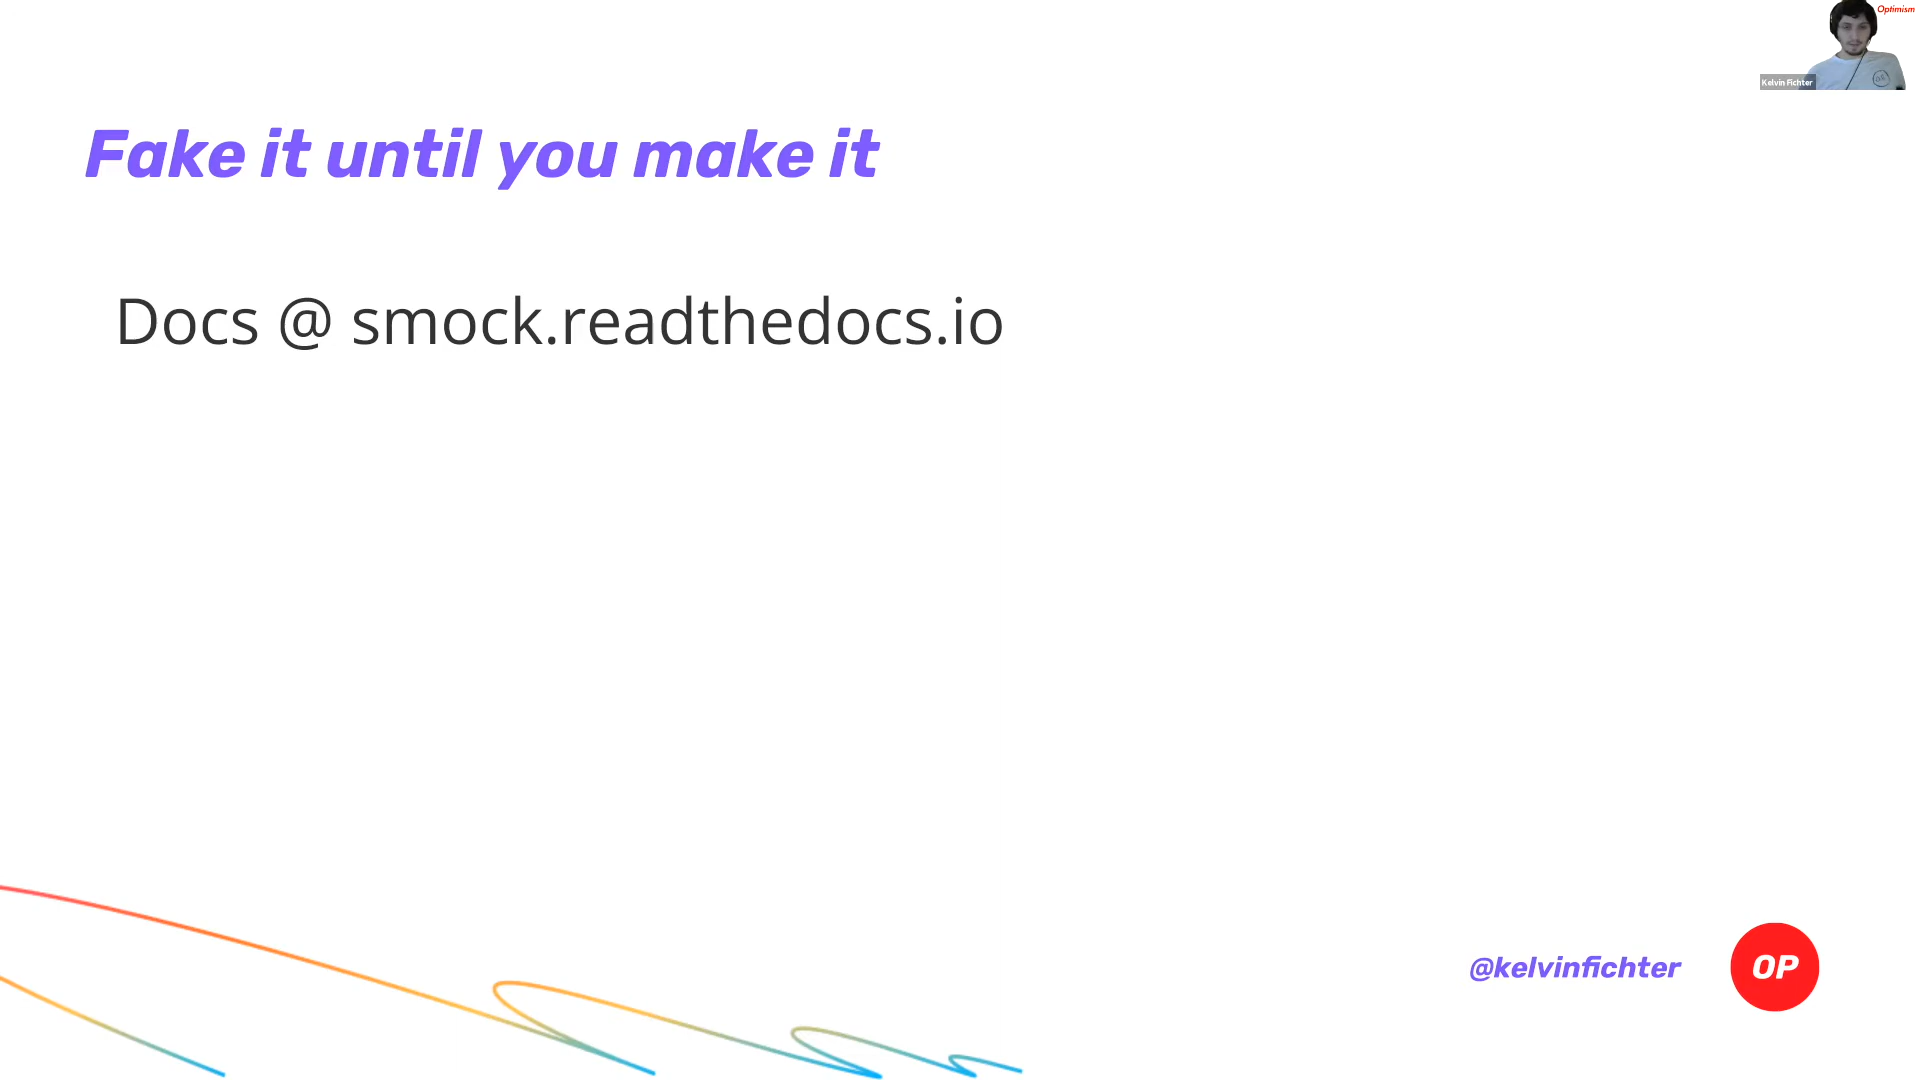 Optimism
Kelvin Fichter
Fake it until you make it
Docs @ smock.readthedocs.io
@kelvinfichter
OP